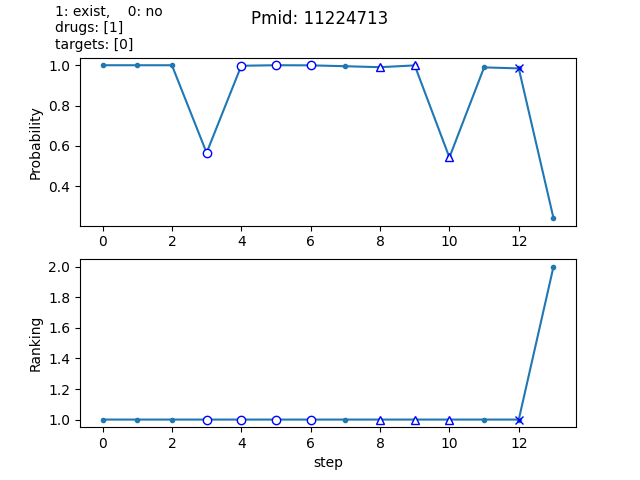 1: exist,    0: no
drugs: [1]
targets: [0]
Pmid: 11224713
Probability
1.0
0.8
0.6
0.4
0 2 4 6 8 10 12
Ranking
2.0
1.8
1.6
1.4
1.2
1.0
0 2 4 6 8 10 12
step